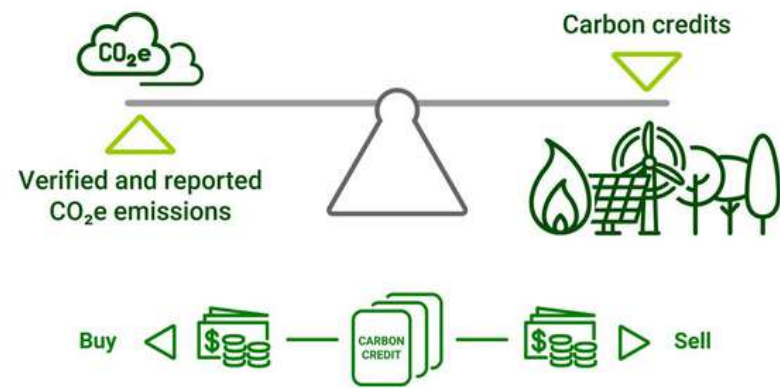 CO₂e
Carbon credits
Verified and reported
CO₂e emissions
Buy
$
CARBON
CREDIT
$
Sell